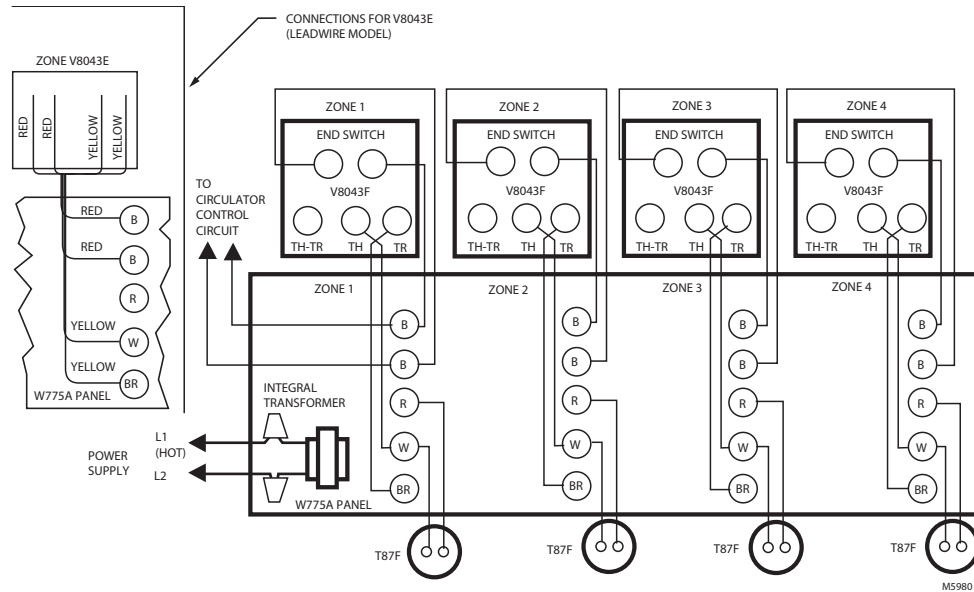 CONNECTIONS FOR V8043E
(LEADWIRE MODEL)
ZONE V8043E
RED
RED
YELLOW
YELLOW
RED
B
RED
B
R
YELLOW
W
YELLOW
BR
W775A PANEL
TO
CIRCULATOR
CONTROL
CIRCUIT
ZONE 1
END SWITCH
V8043F
TH-TR
TH
TR
ZONE 2
END SWITCH
V8043F
TH-TR
TH
TR
ZONE 3
END SWITCH
V8043F
TH-TR
TH
TR
ZONE 4
END SWITCH
V8043F
TH-TR
TH
TR
ZONE 1
B
B
R
W
BR
ZONE 2
B
B
R
W
BR
ZONE 3
B
B
R
W
BR
ZONE 4
B
B
R
W
BR
INTEGRAL
TRANSFORMER
L1
(HOT)
POWER
SUPPLY
L2
W775A PANEL
T87F
T87F
T87F
T87F
M5980